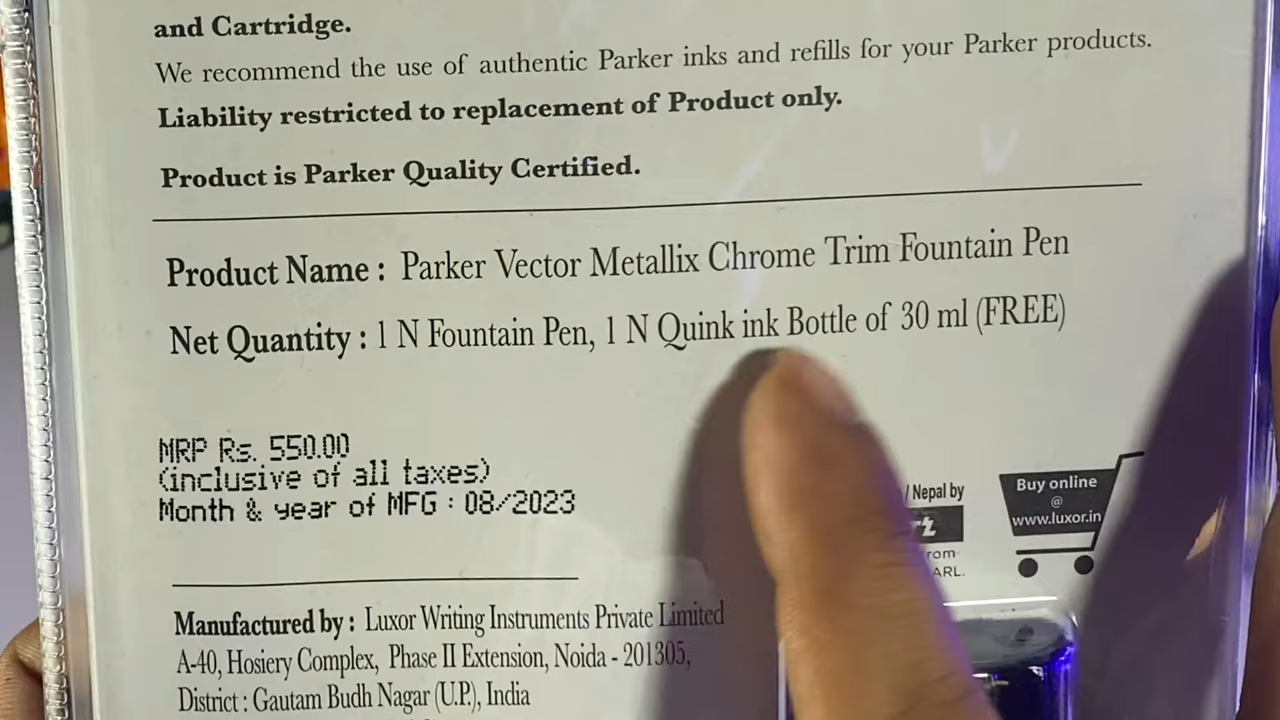 and Cartridge.
We recommend the use of authentic Parker inks and refills for your Parker products.
Liability restricted to replacement of Product only.
Product is Parker Quality Certified.
Product Name : Parker Vector Metallix Chrome Trim Fountain Pen
Net Quantity : 1 N Fountain Pen, 1 N Quink ink Bottle of 30 ml (FREE)
MRP Rs. 550.00
(inclusive of all taxes)
Month & year of MFG : 08/2023
/ Nepal by
rom
ARL.
Buy online
@
www.luxor.in
Manufactured by : Luxor Writing Instruments Private Limited
A-40, Hosiery Complex, Phase II Extension, Noida - 201305,
District : Gautam Budh Nagar (U.P.), India